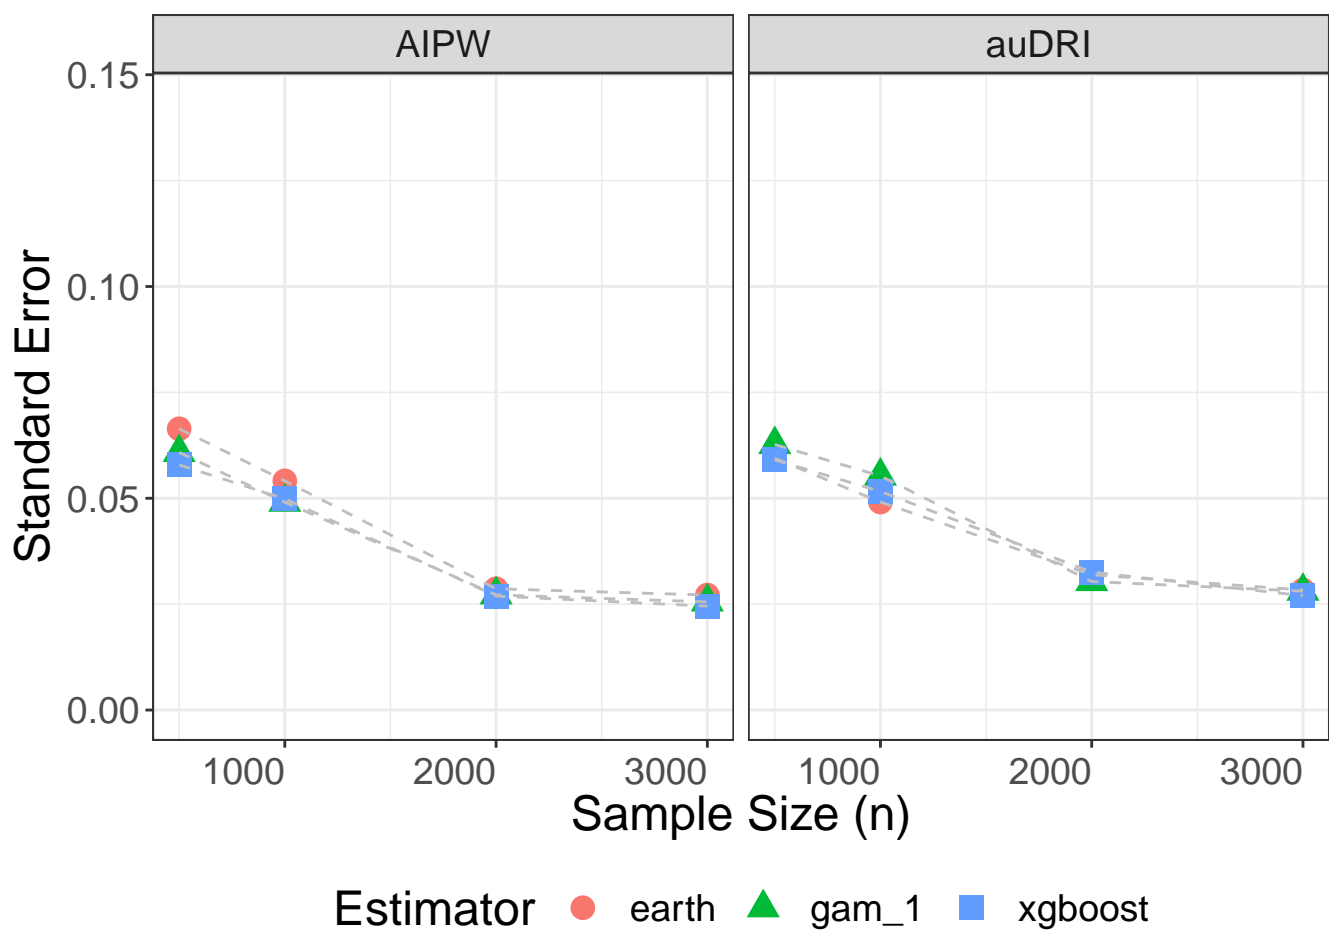 AIPW auDRI
0.15
0.10
0.05
0.00
Standard Error
1000 2000 3000 1000 2000 3000
Sample Size (n)
Estimator earth gam_1 xgboost